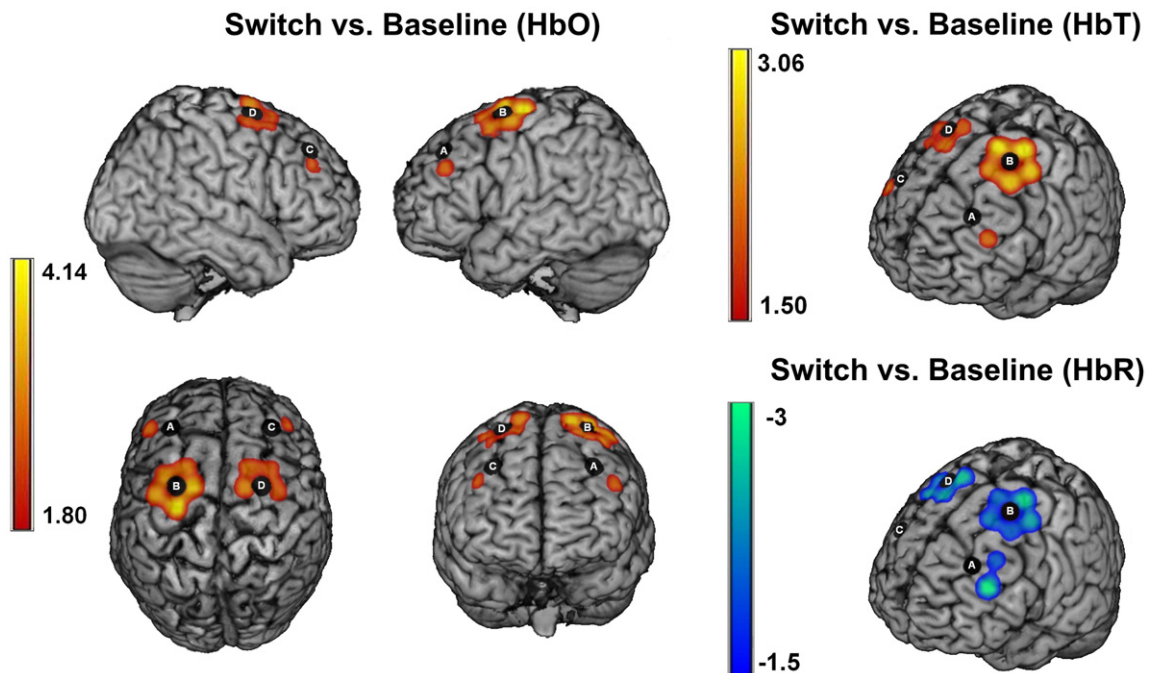 Switch vs. Baseline (HbO)
Switch vs. Baseline (HbT)
3.06
D
B
C
A
D
B
C
A
4.14
1.50
Switch vs. Baseline (HbR)
-3
A
C
D
B
B
D
C
A
D
B
C
A
1.80
-1.5